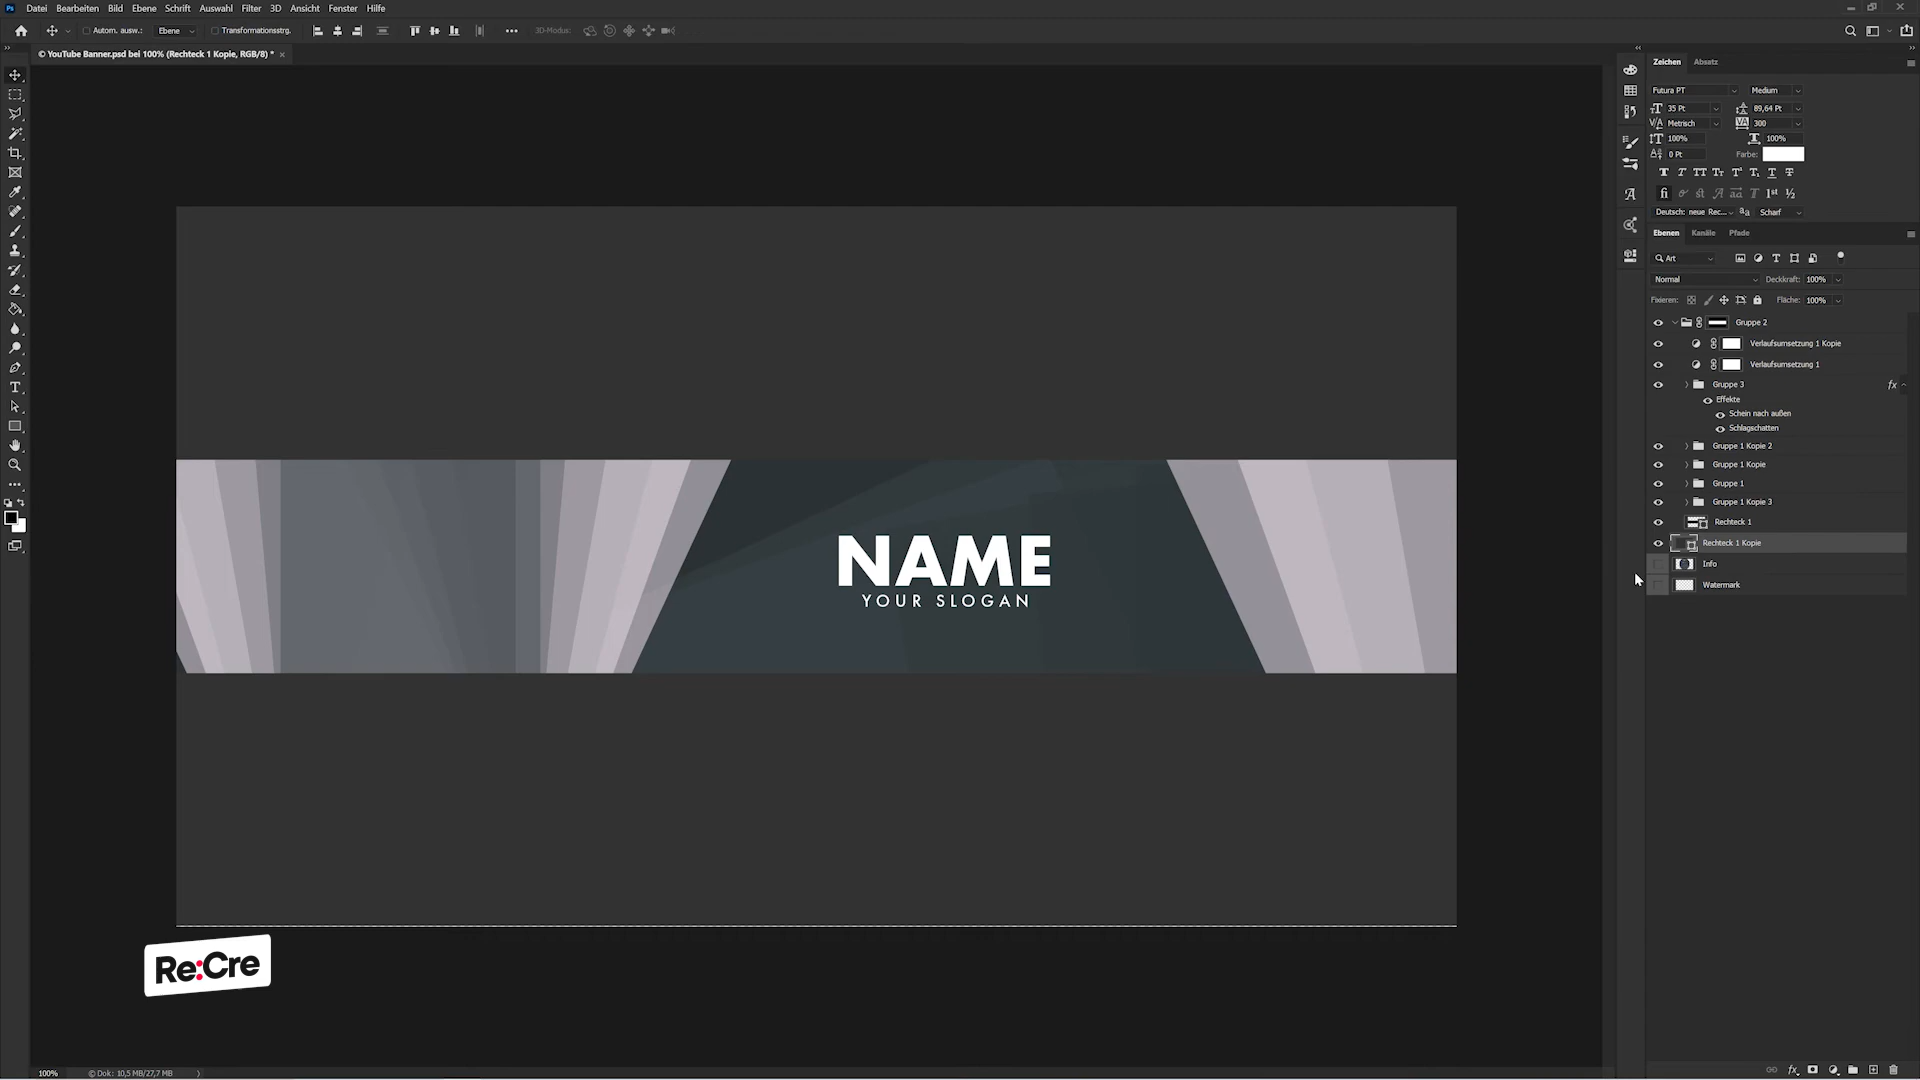 Ps Datei Bearbeiten Bild Ebene Schrift Auswahl Filter 3D Ansicht Fenster Hilfe
Autom. ausw.: Ebene Transformationsstrg. 3D-Modus:
© YouTube Banner.psd bei 100% (Rechteck 1 Kopie, RGB/8) *
Zeichen Absatz
Futura PT Medium
35 Pt 89,64 Pt
Metrisch 300
100% 100%
0 Pt Farbe:
Deutsch: neue Rec... Scharf
Ebenen Kanäle Pfade
Art
Normal Deckkraft: 100%
Fixieren: Fläche: 100%
Gruppe 2
Verlaufsumsetzung 1 Kopie
Verlaufsumsetzung 1
Gruppe 3 fx
Effekte
Schein nach außen
Schlagschatten
Gruppe 1 Kopie 2
Gruppe 1 Kopie
Gruppe 1
Gruppe 1 Kopie 3
Rechteck 1
Rechteck 1 Kopie
Info
Watermark
NAME
YOUR SLOGAN
Re:Cre
100% © Dok: 10,5 MB/27,7 MB